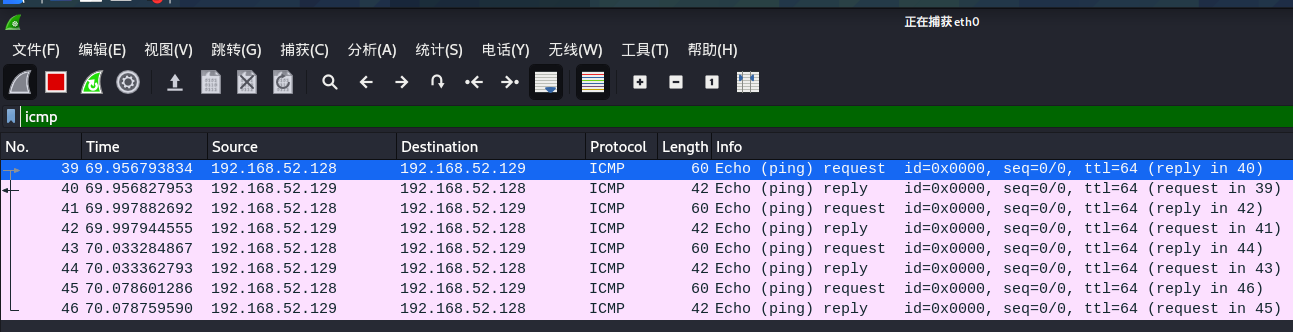 正在捕获 eth0
文件(F) 编辑(E) 视图(V) 跳转(G) 捕获(C) 分析(A) 统计(S) 电话(Y) 无线(W) 工具(T) 帮助(H)
icmp
No. Time Source Destination Protocol Length Info
39 69.956793834 192.168.52.128 192.168.52.129 ICMP 60 Echo (ping) request id=0x0000, seq=0/0, ttl=64 (reply in 40)
40 69.956827953 192.168.52.129 192.168.52.128 ICMP 42 Echo (ping) reply id=0x0000, seq=0/0, ttl=64 (request in 39)
41 69.997882692 192.168.52.128 192.168.52.129 ICMP 60 Echo (ping) request id=0x0000, seq=0/0, ttl=64 (reply in 42)
42 69.997944555 192.168.52.129 192.168.52.128 ICMP 42 Echo (ping) reply id=0x0000, seq=0/0, ttl=64 (request in 41)
43 70.033284867 192.168.52.128 192.168.52.129 ICMP 60 Echo (ping) request id=0x0000, seq=0/0, ttl=64 (reply in 44)
44 70.033362793 192.168.52.129 192.168.52.128 ICMP 42 Echo (ping) reply id=0x0000, seq=0/0, ttl=64 (request in 43)
45 70.078601286 192.168.52.128 192.168.52.129 ICMP 60 Echo (ping) request id=0x0000, seq=0/0, ttl=64 (reply in 46)
46 70.078759590 192.168.52.129 192.168.52.128 ICMP 42 Echo (ping) reply id=0x0000, seq=0/0, ttl=64 (request in 45)